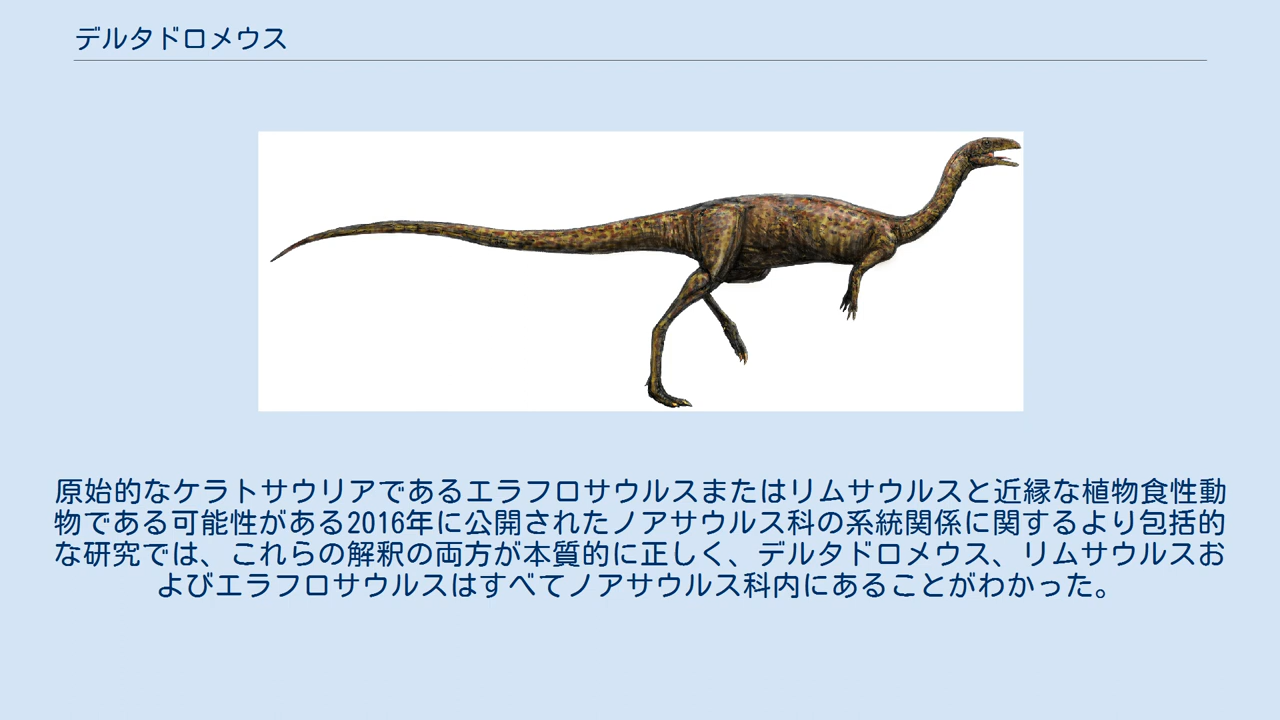 デルタドロメウス
原始的なケラトサウリアであるエラフロサウルスまたはリムサウルスと近縁な植物食性動
物である可能性がある2016年に公開されたノアサウルス科の系統関係に関するより包括的
な研究では、これらの解釈の両方が本質的に正しく、デルタドロメウス、リムサウルスお
よびエラフロサウルスはすべてノアサウルス科内にあることがわかった。